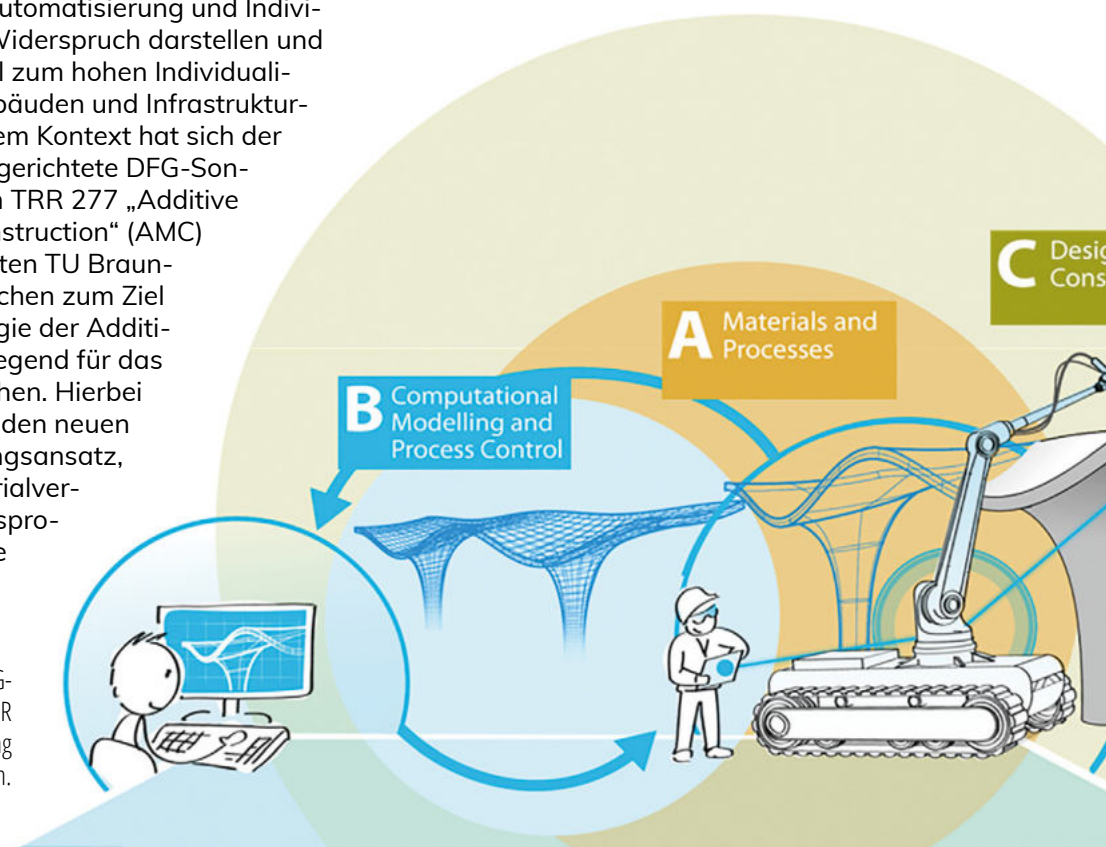 utomatisierung und Indivi-
Widerspruch darstellen und
l zum hohen Individuali-
bäuden und Infrastruktur-
em Kontext hat sich der
gerichtete DFG-Son-
n TRR 277 „Additive
nstruction“ (AMC)
ten TU Braun-
chen zum Ziel
gie der Additi-
egend für das
hen. Hierbei
den neuen
ngsansatz,
rialver-
spro-
e
G-
R
g
n.
B Computational
Modelling and
Process Control
A Materials and
Processes
C Desig
Cons